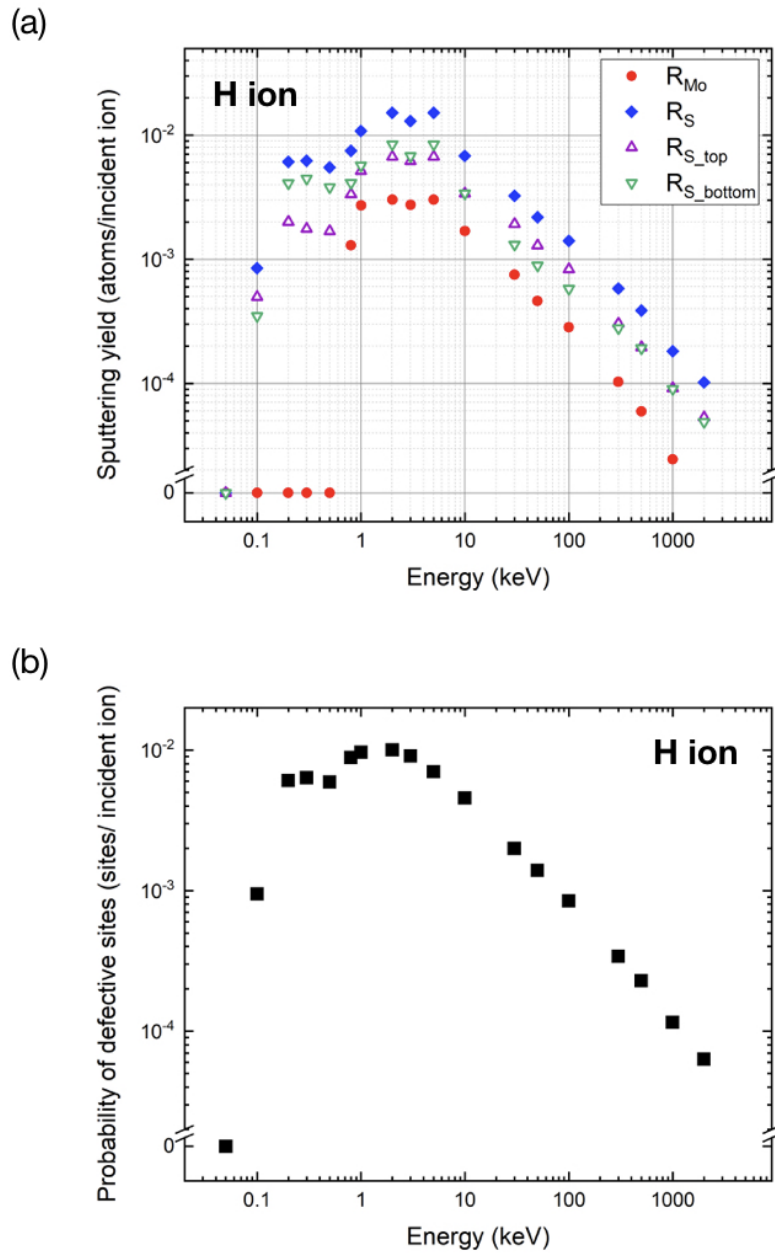 (a)
H ion
R_Mo
R_S
R_S_top
R_S_bottom
Sputtering yield (atoms/incident ion)
10^-2
10^-3
10^-4
0
0.1 1 10 100 1000
Energy (keV)
(b)
H ion
Probability of defective sites (sites/ incident ion)
10^-2
10^-3
10^-4
0
0.1 1 10 100 1000
Energy (keV)